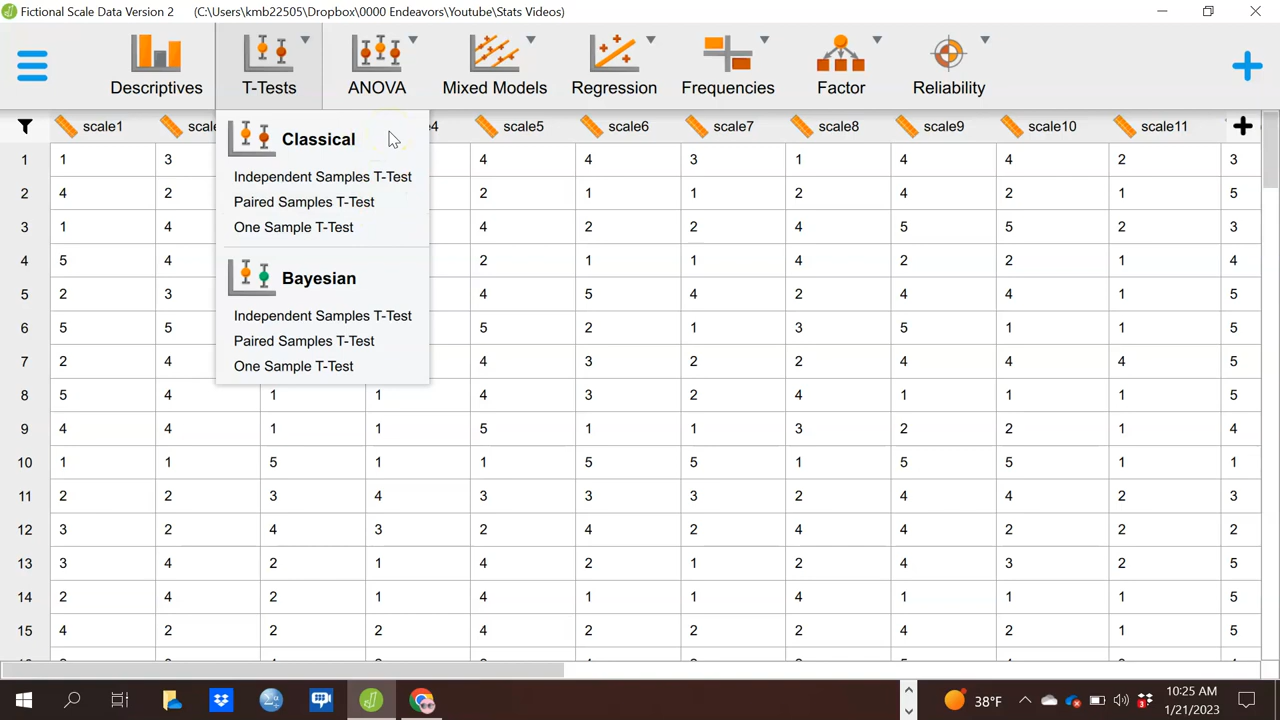 Fictional Scale Data Version 2 (C:\Users\kmb22505\Dropbox\0000 Endeavors\Youtube\Stats Videos)
Descriptives T-Tests ANOVA Mixed Models Regression Frequencies Factor Reliability
scale1 scale 4 scale5 scale6 scale7 scale8 scale9 scale10 scale11
Classical
Independent Samples T-Test
Paired Samples T-Test
One Sample T-Test
Bayesian
Independent Samples T-Test
Paired Samples T-Test
One Sample T-Test
1 1 3 4 4 3 1 4 4 2 3
2 4 2 2 1 1 2 4 2 1 5
3 1 4 4 2 2 4 5 5 2 3
4 5 4 2 1 1 4 2 2 1 4
5 2 3 4 5 4 2 4 4 1 5
6 5 5 5 2 1 3 5 1 1 5
7 2 4 4 3 2 2 4 4 4 5
8 5 4 1 1 4 3 2 4 1 1 1 5
9 4 4 1 1 5 1 1 3 2 2 1 4
10 1 1 5 1 1 5 5 1 5 5 1 1
11 2 2 3 4 3 3 3 2 4 4 2 3
12 3 2 4 3 2 4 2 4 4 2 2 2
13 3 4 2 1 4 2 1 2 4 3 2 5
14 2 4 2 1 4 1 1 4 1 1 1 5
15 4 2 2 2 4 2 2 2 4 2 1 5
38°F
3
10:25 AM
1/21/2023